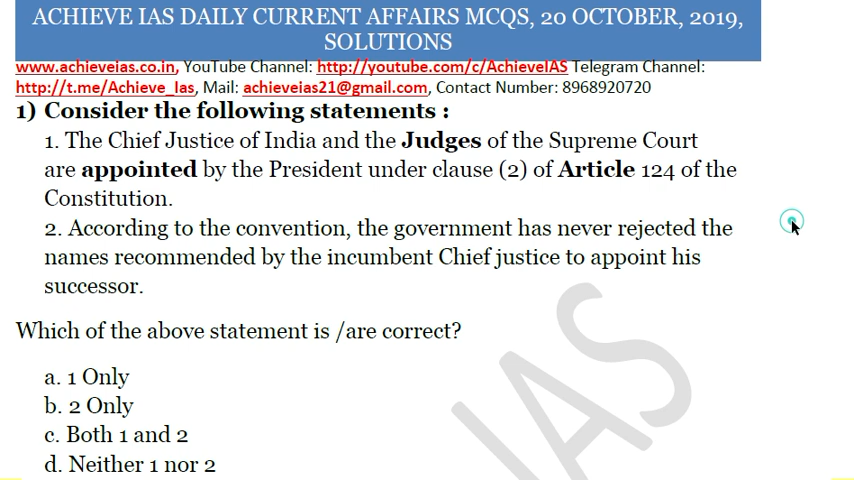 ACHIEVE IAS DAILY CURRENT AFFAIRS MCQS, 20 OCTOBER, 2019,
SOLUTIONS
www.achieveias.co.in, YouTube Channel: http://youtube.com/c/AchieveIAS Telegram Channel:
http://t.me/Achieve_Ias, Mail: achieveias21@gmail.com, Contact Number: 8968920720
1) Consider the following statements :
1. The Chief Justice of India and the Judges of the Supreme Court
are appointed by the President under clause (2) of Article 124 of the
Constitution.
2. According to the convention, the government has never rejected the
names recommended by the incumbent Chief justice to appoint his
successor.
Which of the above statement is /are correct?
a. 1 Only
b. 2 Only
c. Both 1 and 2
d. Neither 1 nor 2
IAS